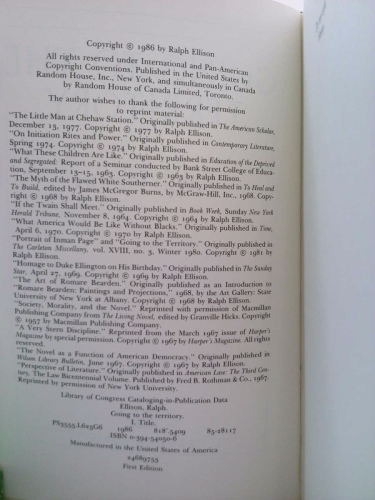 Copyright © 1986 by Ralph Ellison
All rights reserved under International and Pan-American
Copyright Conventions. Published in the United States by
Random House, Inc., New York, and simultaneously in Canada
by Random House of Canada Limited, Toronto.
The author wishes to thank the following for permission
to reprint material:
"The Little Man at Chehaw Station." Originally published in The American Scholar,
December 13, 1977. Copyright © 1977 by Ralph Ellison.
"On Initiation Rites and Power." Originally published in Contemporary Literature,
Spring 1974. Copyright © 1974 by Ralph Ellison.
"What These Children Are Like." Originally published in Education of the Deprived
and Segregated: Report of a Seminar conducted by Bank Street College of Educa-
tion, September 13-15, 1963. Copyright © 1965 by Ralph Ellison.
"The Myth of the Flawed White Southerner." Originally published in To Heal and
To Build, edited by James McGregor Burns, by McGraw-Hill, Inc., 1968. Copy-
right © 1968 by Ralph Ellison.
"If the Twain Shall Meet." Originally published in Book Week, Sunday New York
Herald Tribune, November 8, 1964. Copyright © 1964 by Ralph Ellison.
"What America Would Be Like Without Blacks." Originally published in Time,
April 6, 1970. Copyright © 1970 by Ralph Ellison.
"Portrait of Inman Page" and "Going to the Territory." Originally published in
The Carleton Miscellany, vol. XVIII, no. 3, Winter 1980. Copyright © 1981 by
Ralph Ellison.
"Homage to Duke Ellington on His Birthday." Originally published in The Sunday
Star, April 27, 1969. Copyright © 1969 by Ralph Ellison.
"The Art of Romare Bearden." Originally published as an Introduction to
"Romare Bearden: Paintings and Projections," 1968, by the Art Gallery: State
University of New York at Albany. Copyright © 1968 by Ralph Ellison.
"Society, Morality, and the Novel." Reprinted with permission of Macmillan
Publishing Company from The Living Novel, edited by Granville Hicks. Copyright
© 1957 by Macmillan Publishing Company.
"A Very Stern Discipline." Reprinted from the March 1967 issue of Harper's
Magazine by special permission. Copyright © 1967 by Harper's Magazine. All rights
reserved.
"The Novel as a Function of American Democracy." Originally published in
Wilson Library Bulletin, June 1967. Copyright © 1967 by Ralph Ellison.
"Perspective of Literature." Originally published in American Law: The Third Cen-
tury, The Law Bicentennial Volume. Published by Fred B. Rothman & Co., 1967.
Reprinted by permission of New York University.
Library of Congress Cataloging-in-Publication Data
Ellison, Ralph.
Going to the territory.
I. Title.
PS3555.L625G6 1986 818'.5409 85-28117
ISBN 0-394-54050-6
Manufactured in the United States of America
24689753
First Edition